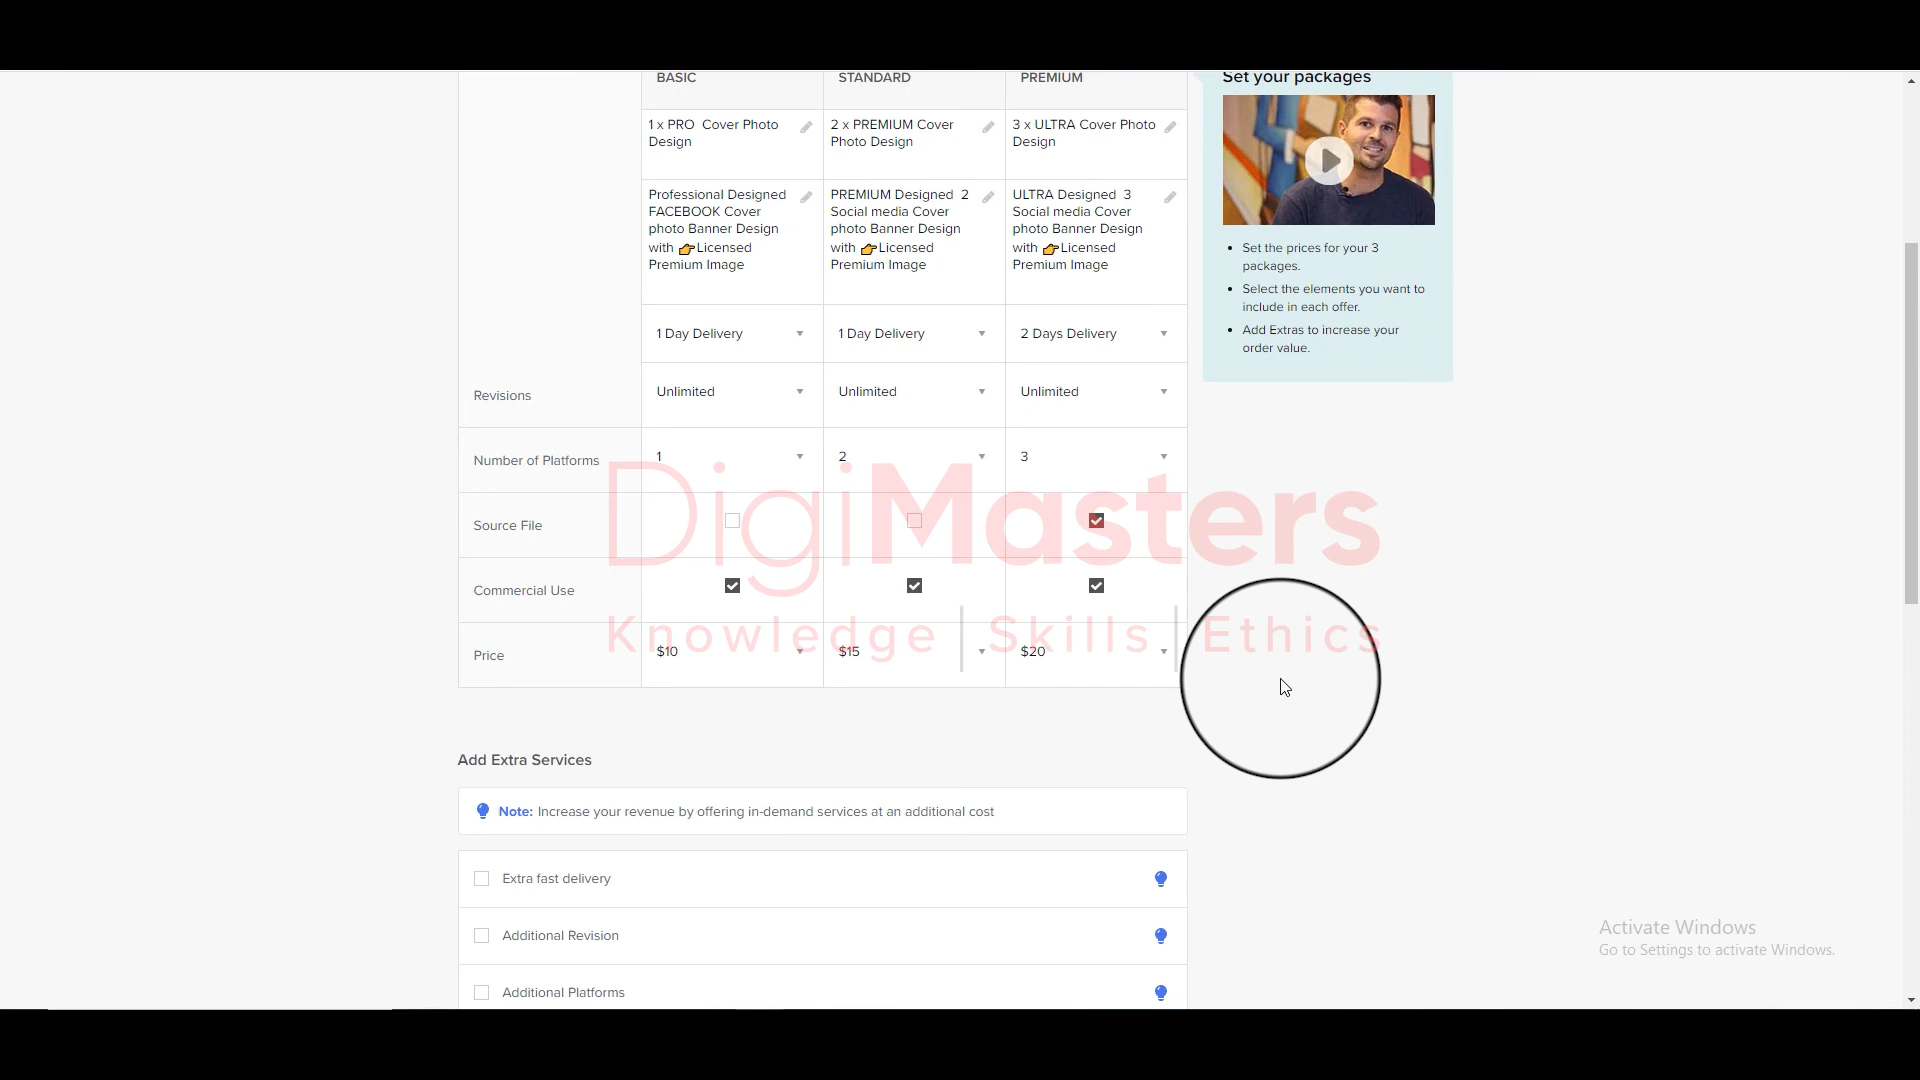 BASIC STANDARD PREMIUM
1 x PRO Cover Photo Design
2 x PREMIUM Cover Photo Design
3 x ULTRA Cover Photo Design
Professional Designed
FACEBOOK Cover
photo Banner Design
with 👉Licensed
Premium Image
PREMIUM Designed 2
Social media Cover
photo Banner Design
with 👉Licensed
Premium Image
ULTRA Designed 3
Social media Cover
photo Banner Design
with 👉Licensed
Premium Image
1 Day Delivery 1 Day Delivery 2 Days Delivery
Revisions Unlimited Unlimited Unlimited
Number of Platforms 1 2 3
Source File
Commercial Use
Price $10 $15 $20
DigiMasters
Knowledge | Skills | Ethics
Add Extra Services
Note: Increase your revenue by offering in-demand services at an additional cost
Extra fast delivery
Additional Revision
Additional Platforms
Set your packages
• Set the prices for your 3
packages.
• Select the elements you want to
include in each offer.
• Add Extras to increase your
order value.
Activate Windows
Go to Settings to activate Windows.